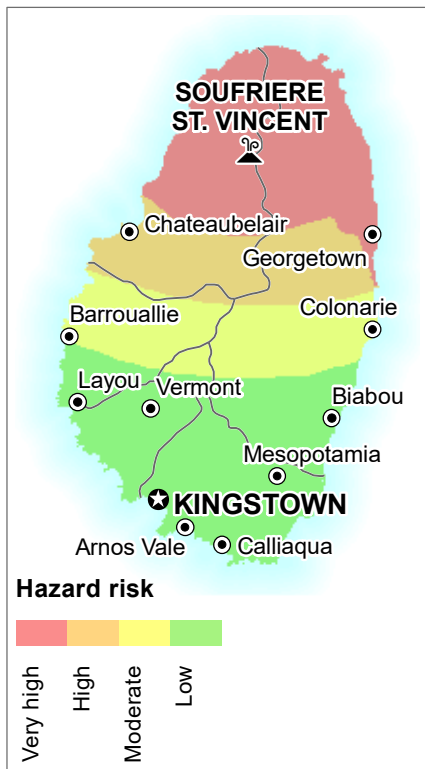 SOUFRIERE
ST. VINCENT
Chateaubelair
Georgetown
Colonarie
Barrouallie
Layou
Vermont
Biabou
Mesopotamia
KINGSTOWN
Arnos Vale
Calliaqua
Hazard risk
Very high
High
Moderate
Low